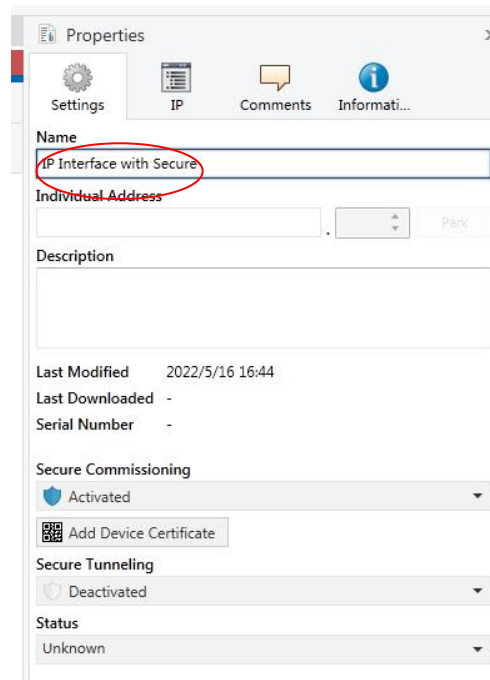 Properties
Settings IP Comments Informati...
Name
IP Interface with Secure
Individual Address
. Park
Description
Last Modified 2022/5/16 16:44
Last Downloaded -
Serial Number -
Secure Commissioning
Activated
Add Device Certificate
Secure Tunneling
Deactivated
Status
Unknown